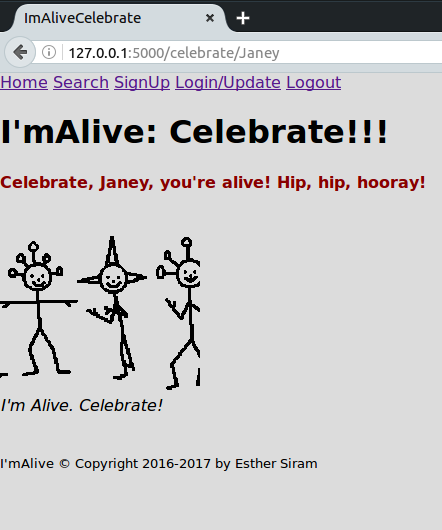 ImAliveCelebrate
127.0.0.1:5000/celebrate/Janey
Home Search SignUp Login/Update Logout
I'mAlive: Celebrate!!!
Celebrate, Janey, you're alive! Hip, hip, hooray!
I'm Alive. Celebrate!
I'mAlive © Copyright 2016-2017 by Esther Siram